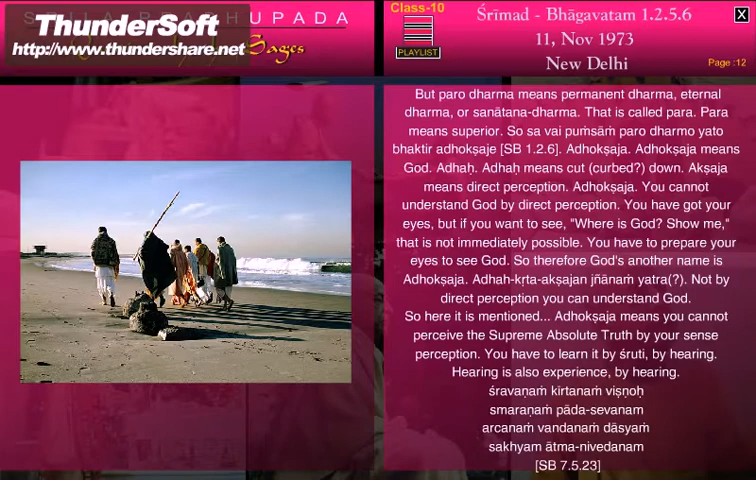 ThunderSoft
http://www.thundershare.net
HUPADA
Sages
Class-10
PLAYLIST
Śrīmad - Bhāgavatam 1.2.5.6
11, Nov 1973
New Delhi
X
Page :12
But paro dharma means permanent dharma, eternal
dharma, or sanātana-dharma. That is called para. Para
means superior. So sa vai puṁsāṁ paro dharmo yato
bhaktir adhokṣaje [SB 1.2.6]. Adhokṣaja. Adhokṣaja means
God. Adhaḥ. Adhaḥ means cut (curbed?) down. Akṣaja
means direct perception. Adhokṣaja. You cannot
understand God by direct perception. You have got your
eyes, but if you want to see, "Where is God? Show me,"
that is not immediately possible. You have to prepare your
eyes to see God. So therefore God's another name is
Adhokṣaja. Adhah-kṛta-akṣajan jñānaṁ yatra(?). Not by
direct perception you can understand God.
So here it is mentioned... Adhokṣaja means you cannot
perceive the Supreme Absolute Truth by your sense
perception. You have to learn it by śruti, by hearing.
Hearing is also experience, by hearing.
śravaṇaṁ kīrtanaṁ viṣṇoḥ
smaraṇaṁ pāda-sevanam
arcanaṁ vandanaṁ dāsyaṁ
sakhyam ātma-nivedanam
[SB 7.5.23]